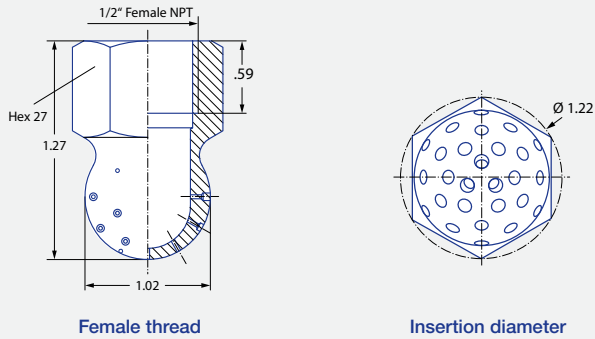 1/2“ Female NPT
.59
Hex 27
1.27
1.02
Ø 1.22
Female thread
Insertion diameter